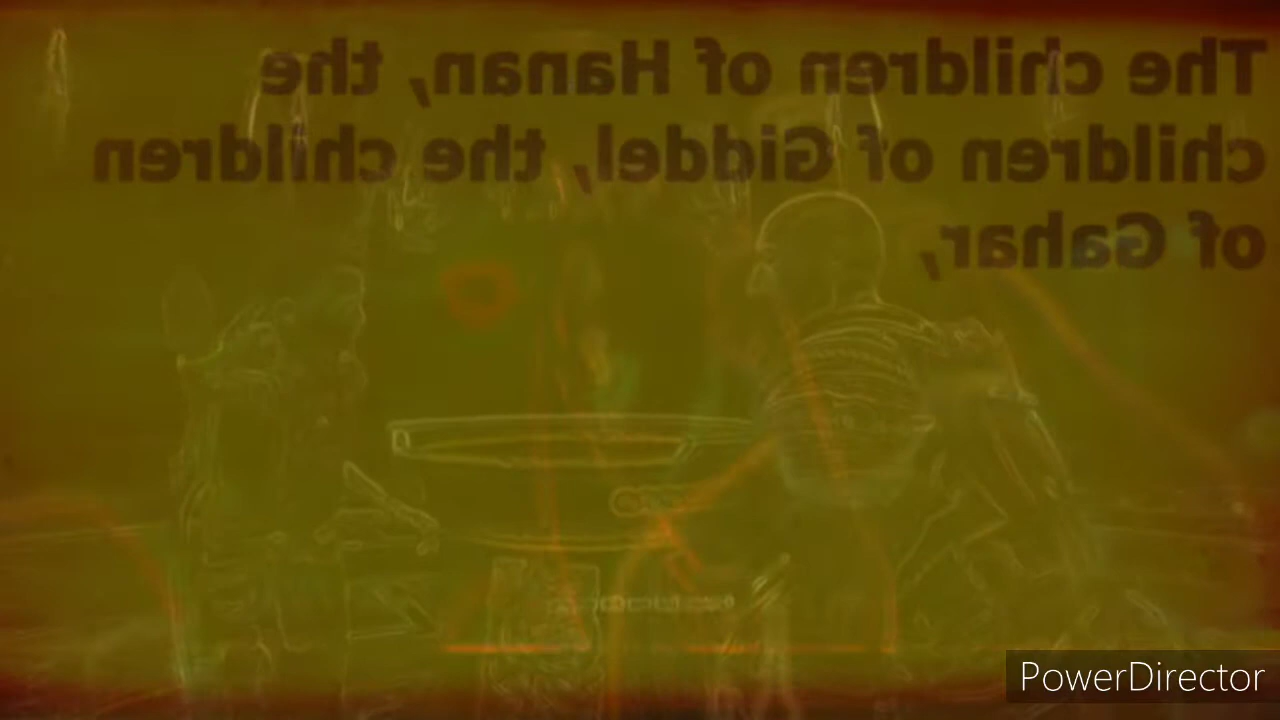 The children of Hanan, the
children of Giddel, the children
of Gahar,
PowerDirector